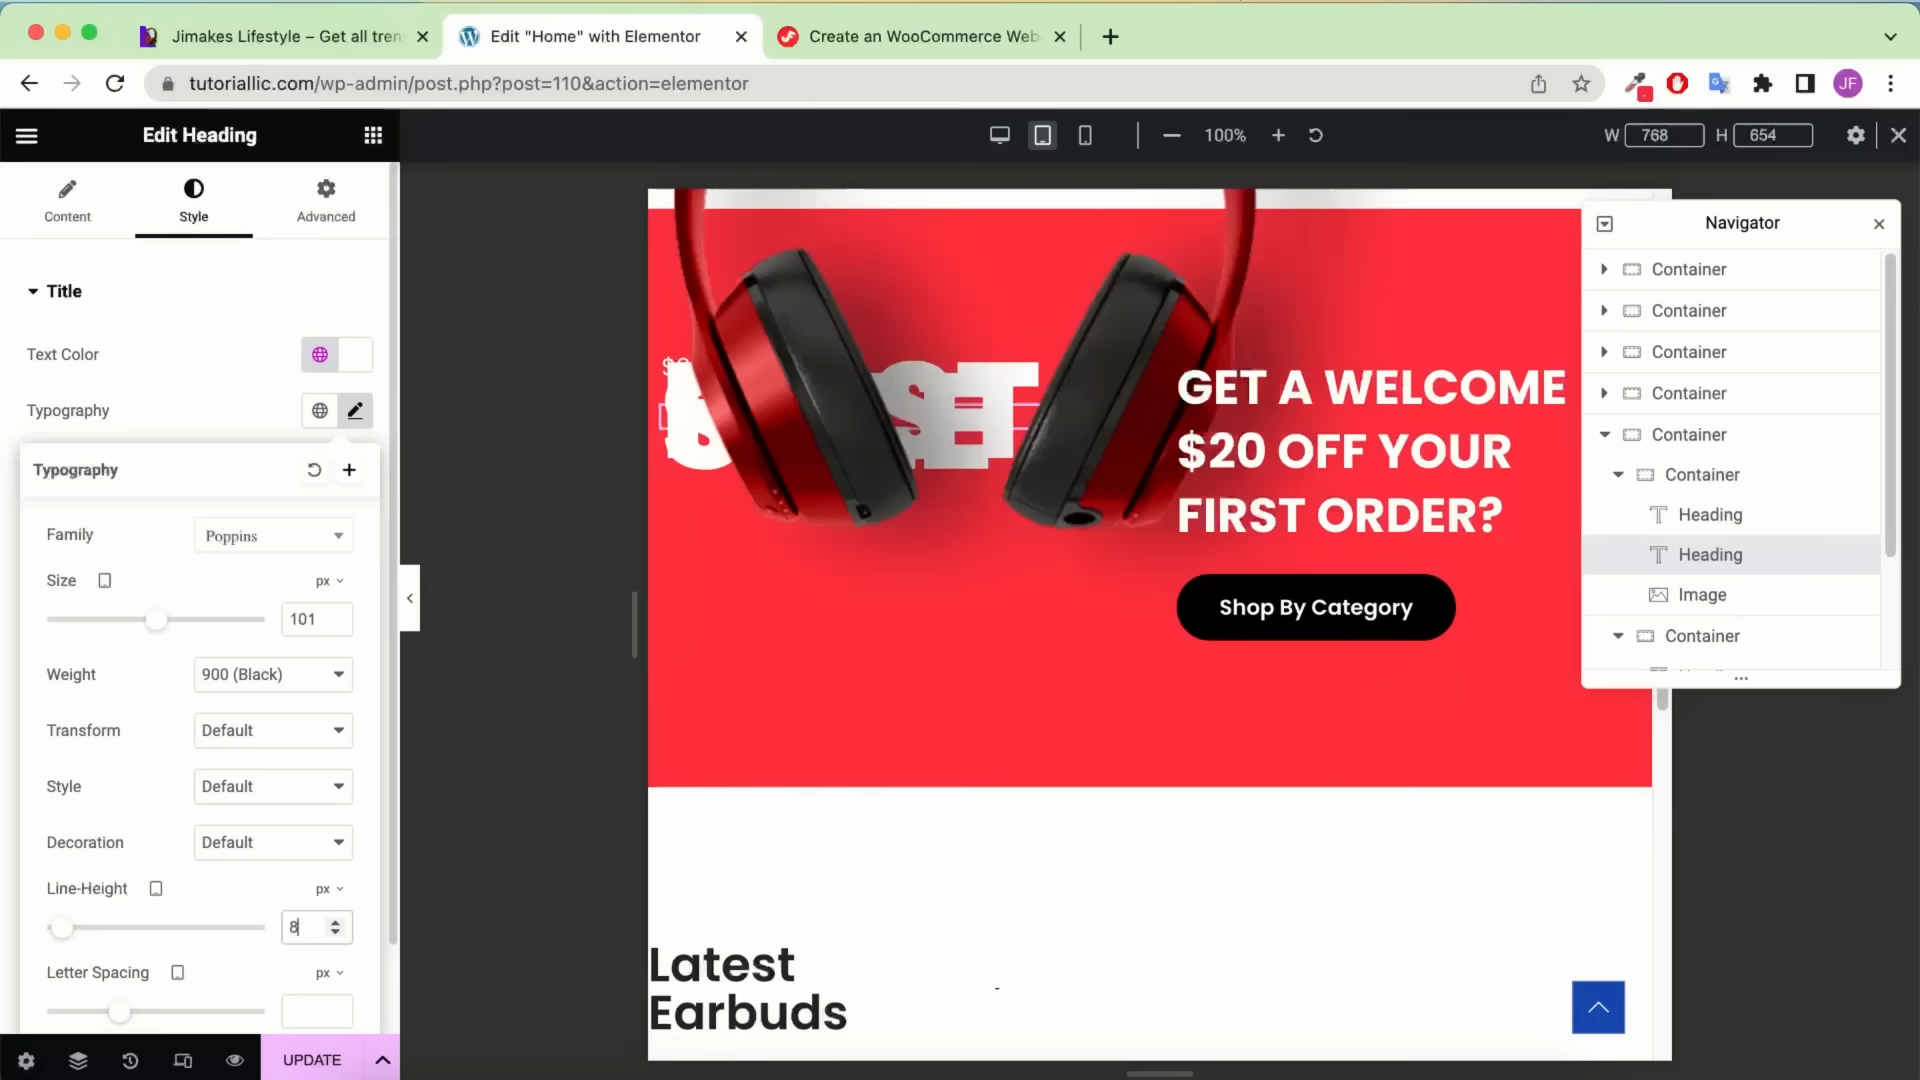 Jimakes Lifestyle – Get all tren
Edit "Home" with Elementor
Create an WooCommerce Web
tutoriallic.com/wp-admin/post.php?post=110&action=elementor
JF
Edit Heading
100%
W 768 H 654
Content
Style
Advanced
Title
Text Color
Typography
Typography
Family
Poppins
Size
px
101
Weight
900 (Black)
Transform
Default
Style
Default
Decoration
Default
Line-Height
px
8
Letter Spacing
px
UPDATE
GET A WELCOME
$20 OFF YOUR
FIRST ORDER?
Shop By Category
Latest
Earbuds
Navigator
Container
Container
Container
Container
Container
Container
Heading
Heading
Image
Container